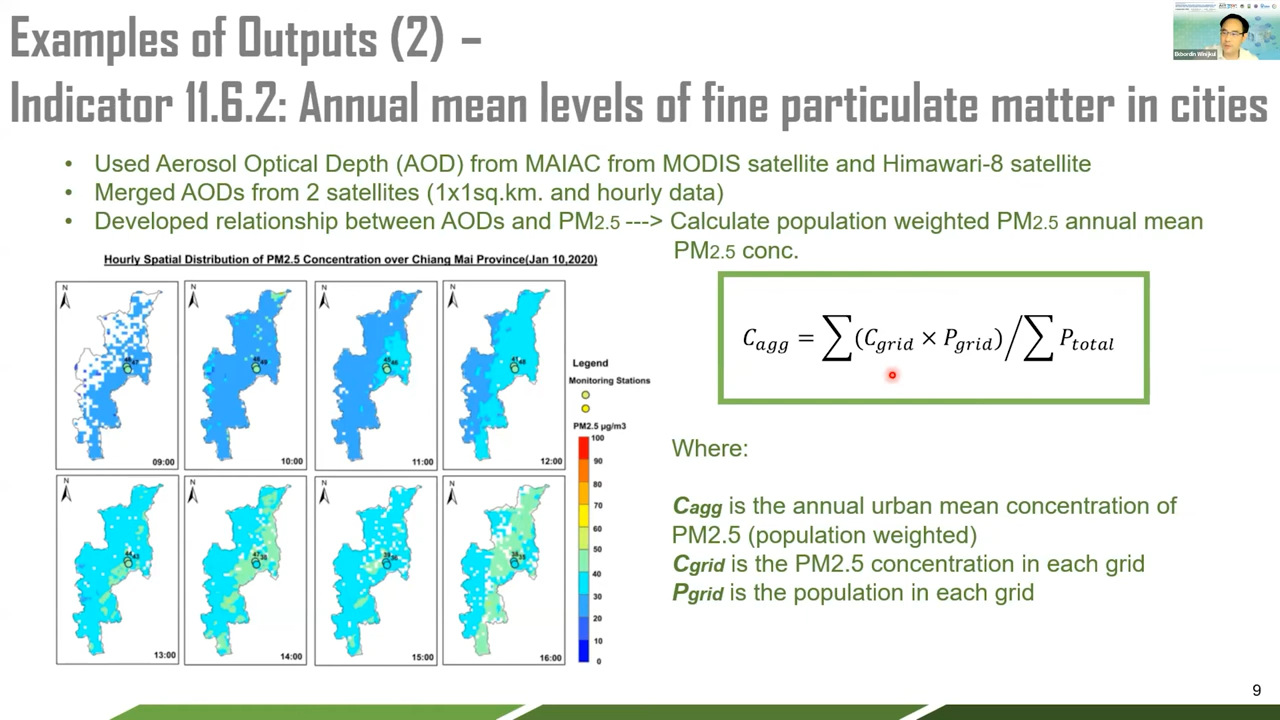 Examples of Outputs (2) –
Indicator 11.6.2: Annual mean levels of fine particulate matter in cities
Ekbordin Winijkul
• Used Aerosol Optical Depth (AOD) from MAIAC from MODIS satellite and Himawari-8 satellite
• Merged AODs from 2 satellites (1x1sq.km. and hourly data)
• Developed relationship between AODs and PM2.5 ---> Calculate population weighted PM2.5 annual mean
PM2.5 conc.
Hourly Spatial Distribution of PM2.5 Concentration over Chiang Mai Province(Jan 10,2020)
N
N
N
N
09:00
10:00
11:00
12:00
N
N
N
N
13:00
14:00
15:00
16:00
Legend
Monitoring Stations
PM2.5 µg/m3
100
90
80
70
60
50
40
30
20
10
0
C_agg = ∑(C_grid × P_grid) / ∑ P_total
Where:
Cagg is the annual urban mean concentration of
PM2.5 (population weighted)
Cgrid is the PM2.5 concentration in each grid
Pgrid is the population in each grid
9